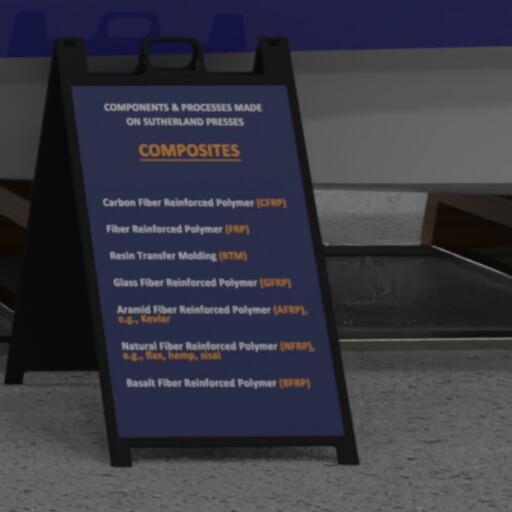 COMPONENTS & PROCESSES MADE
ON SUTHERLAND PRESSES
COMPOSITES
Carbon Fiber Reinforced Polymer (CFRP)
Fiber Reinforced Polymer (FRP)
Resin Transfer Molding (RTM)
Glass Fiber Reinforced Polymer (GFRP)
Aramid Fiber Reinforced Polymer (AFRP),
e.g., Kevlar
Natural Fiber Reinforced Polymer (NFRP),
e.g., flax, hemp, sisal
Basalt Fiber Reinforced Polymer (BFRP)